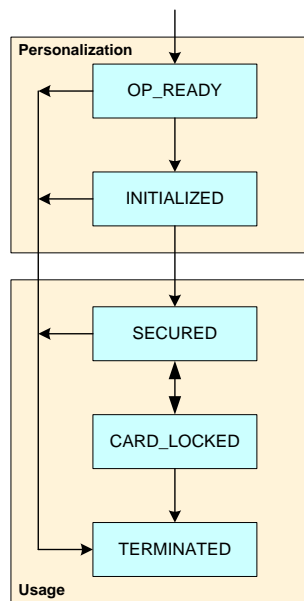 Personalization
OP_READY
INITIALIZED
SECURED
CARD_LOCKED
TERMINATED
Usage